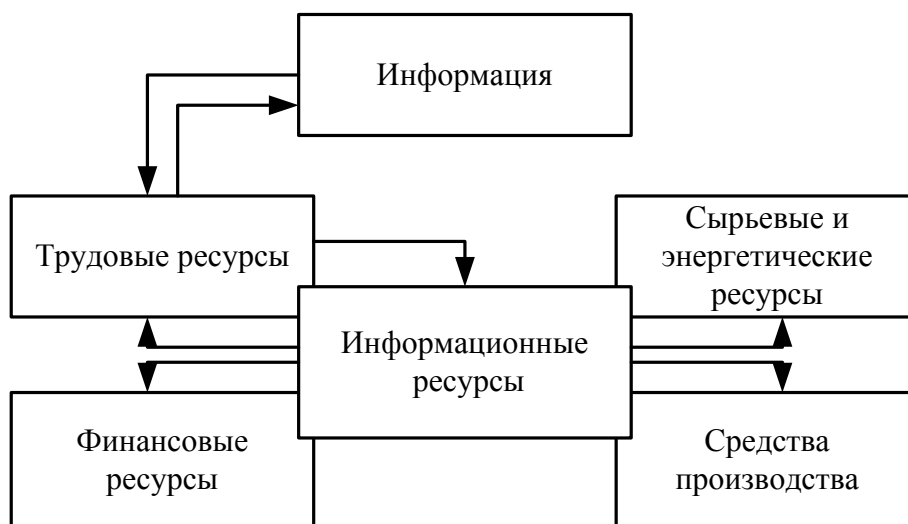 Информация
Трудовые ресурсы
Сырьевые и
энергетические
ресурсы
Информационные
ресурсы
Финансовые
ресурсы
Средства
производства